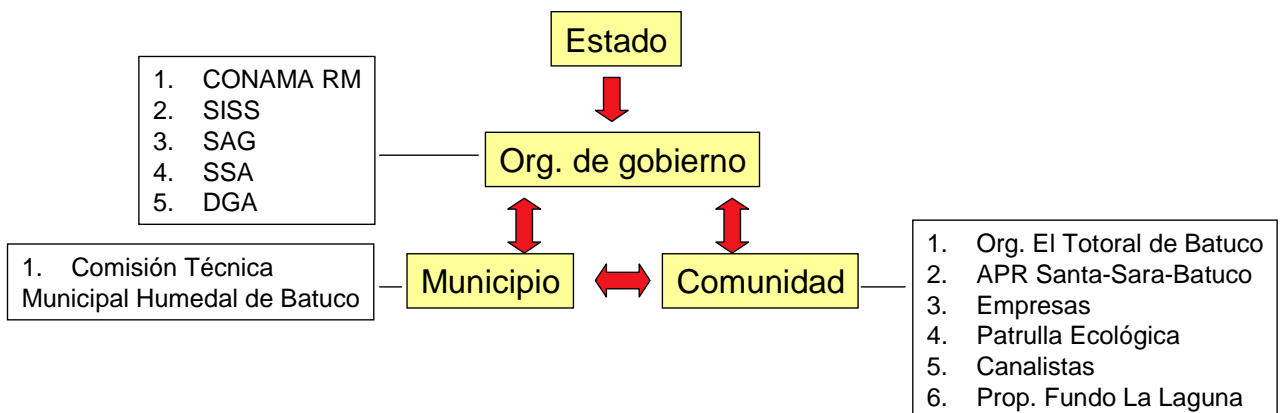 Estado
1. CONAMA RM
2. SISS
3. SAG
4. SSA
5. DGA
Org. de gobierno
1. Comisión Técnica
Municipal Humedal de Batuco
Municipio
Comunidad
1. Org. El Totoral de Batuco
2. APR Santa-Sara-Batuco
3. Empresas
4. Patrulla Ecológica
5. Canalistas
6. Prop. Fundo La Laguna